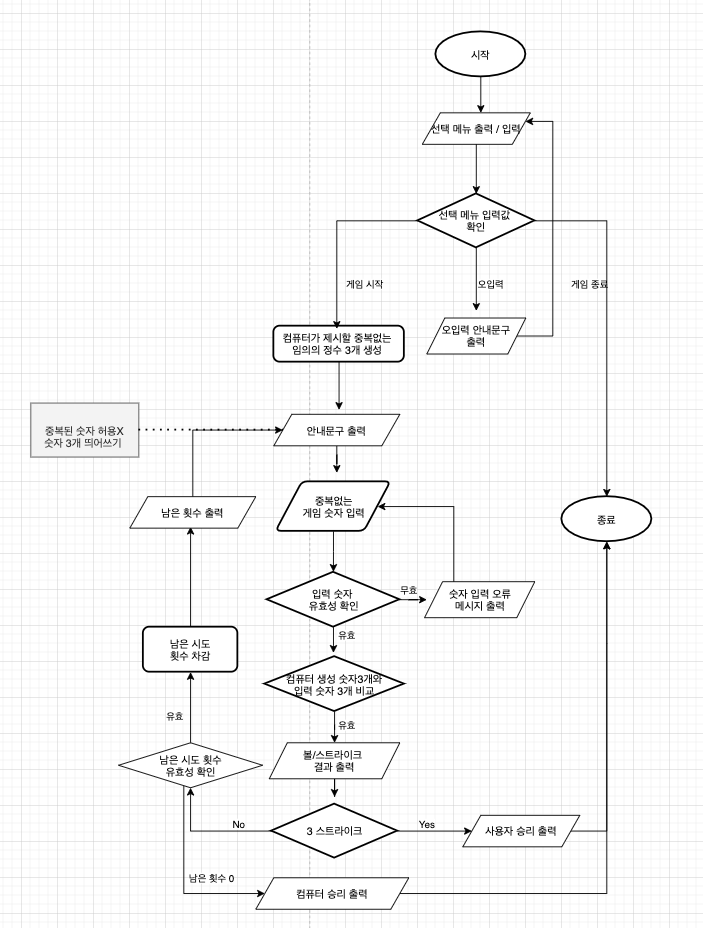 시작
선택 메뉴 출력 / 입력
선택 메뉴 입력값
확인
게임 시작
오입력
게임 종료
컴퓨터가 제시할 중복없는
임의의 정수 3개 생성
오입력 안내문구
출력
중복된 숫자 허용X
숫자 3개 띄어쓰기
안내문구 출력
남은 횟수 출력
중복없는
게임 숫자 입력
종료
입력 숫자
유효성 확인
무효
숫자 입력 오류
메시지 출력
유효
남은 시도
횟수 차감
컴퓨터 생성 숫자3개와
입력 숫자 3개 비교
유효
유효
남은 시도 횟수
유효성 확인
볼/스트라이크
결과 출력
No
3 스트라이크
Yes
사용자 승리 출력
남은 횟수 0
컴퓨터 승리 출력